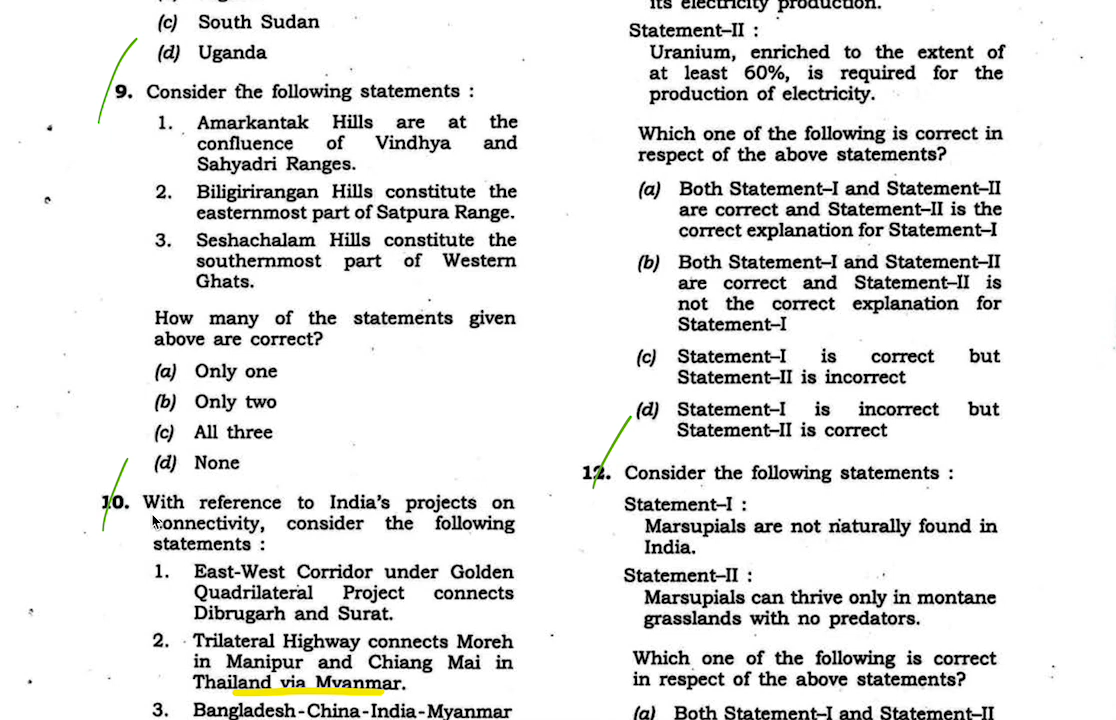 (c) South Sudan
(d) Uganda
9. Consider the following statements :
1. Amarkantak Hills are at the
confluence of Vindhya and
Sahyadri Ranges.
2. Biligirirangan Hills constitute the
easternmost part of Satpura Range.
3. Seshachalam Hills constitute the
southernmost part of Western
Ghats.
How many of the statements given
above are correct?
(a) Only one
(b) Only two
(c) All three
(d) None
10. With reference to India's projects on
connectivity, consider the following
statements :
1. East-West Corridor under Golden
Quadrilateral Project connects
Dibrugarh and Surat.
2. Trilateral Highway connects Moreh
in Manipur and Chiang Mai in
Thailand via Myanmar.
3. Bangladesh-China-India-Myanmar
its electricity production.
Statement–II :
Uranium, enriched to the extent of
at least 60%, is required for the
production of electricity.
Which one of the following is correct in
respect of the above statements?
(a) Both Statement–I and Statement–II
are correct and Statement–II is the
correct explanation for Statement–I
(b) Both Statement–I and Statement–II
are correct and Statement–II is
not the correct explanation for
Statement–I
(c) Statement–I is correct but
Statement–II is incorrect
(d) Statement–I is incorrect but
Statement–II is correct
12. Consider the following statements :
Statement–I :
Marsupials are not naturally found in
India.
Statement–II :
Marsupials can thrive only in montane
grasslands with no predators.
Which one of the following is correct
in respect of the above statements?
(a) Both Statement–I and Statement–II